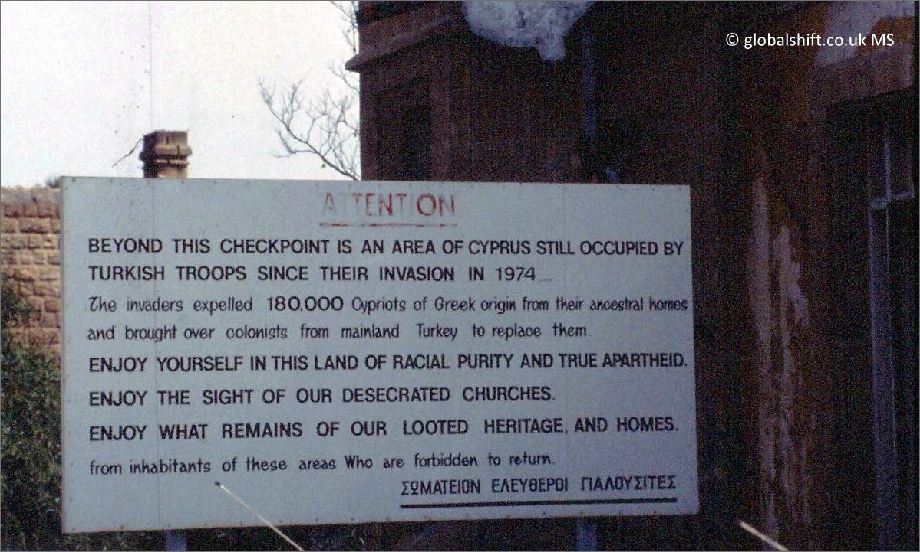 © globalshift.co.uk MS
ATTENTION
BEYOND THIS CHECKPOINT IS AN AREA OF CYPRUS STILL OCCUPIED BY
TURKISH TROOPS SINCE THEIR INVASION IN 1974
The invaders expelled 180.000 Cypriots of Greek origin from their ancestral homes
and brought over colonists from mainland Turkey to replace them.
ENJOY YOURSELF IN THIS LAND OF RACIAL PURITY AND TRUE APARTHEID.
ENJOY THE SIGHT OF OUR DESECRATED CHURCHES.
ENJOY WHAT REMAINS OF OUR LOOTED HERITAGE, AND HOMES.
from inhabitants of these areas Who are forbidden to return.
ΣΩΜΑΤΕΙΟΝ ΕΛΕΥΘΕΡΟΙ ΓΙΑΛΟΥΣΙΤΕΣ